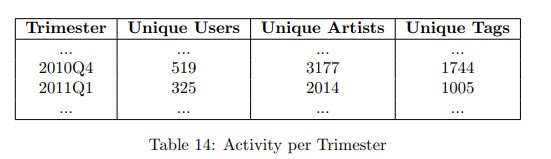 Trimester Unique Users Unique Artists Unique Tags
... ... ... ...
2010Q4 519 3177 1744
2011Q1 325 2014 1005
... ... ... ...
Table 14: Activity per Trimester